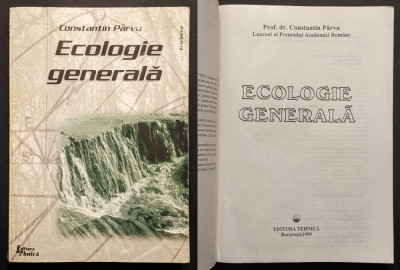 Constantin Pârvu
Ecologie
generală
Editura
Tehnică
Prof. dr. Constantin Pârvu
Laureat al Premiului Academiei Române
ECOLOGIE
GENERALĂ
EDITURA TEHNICĂ
București, 1999